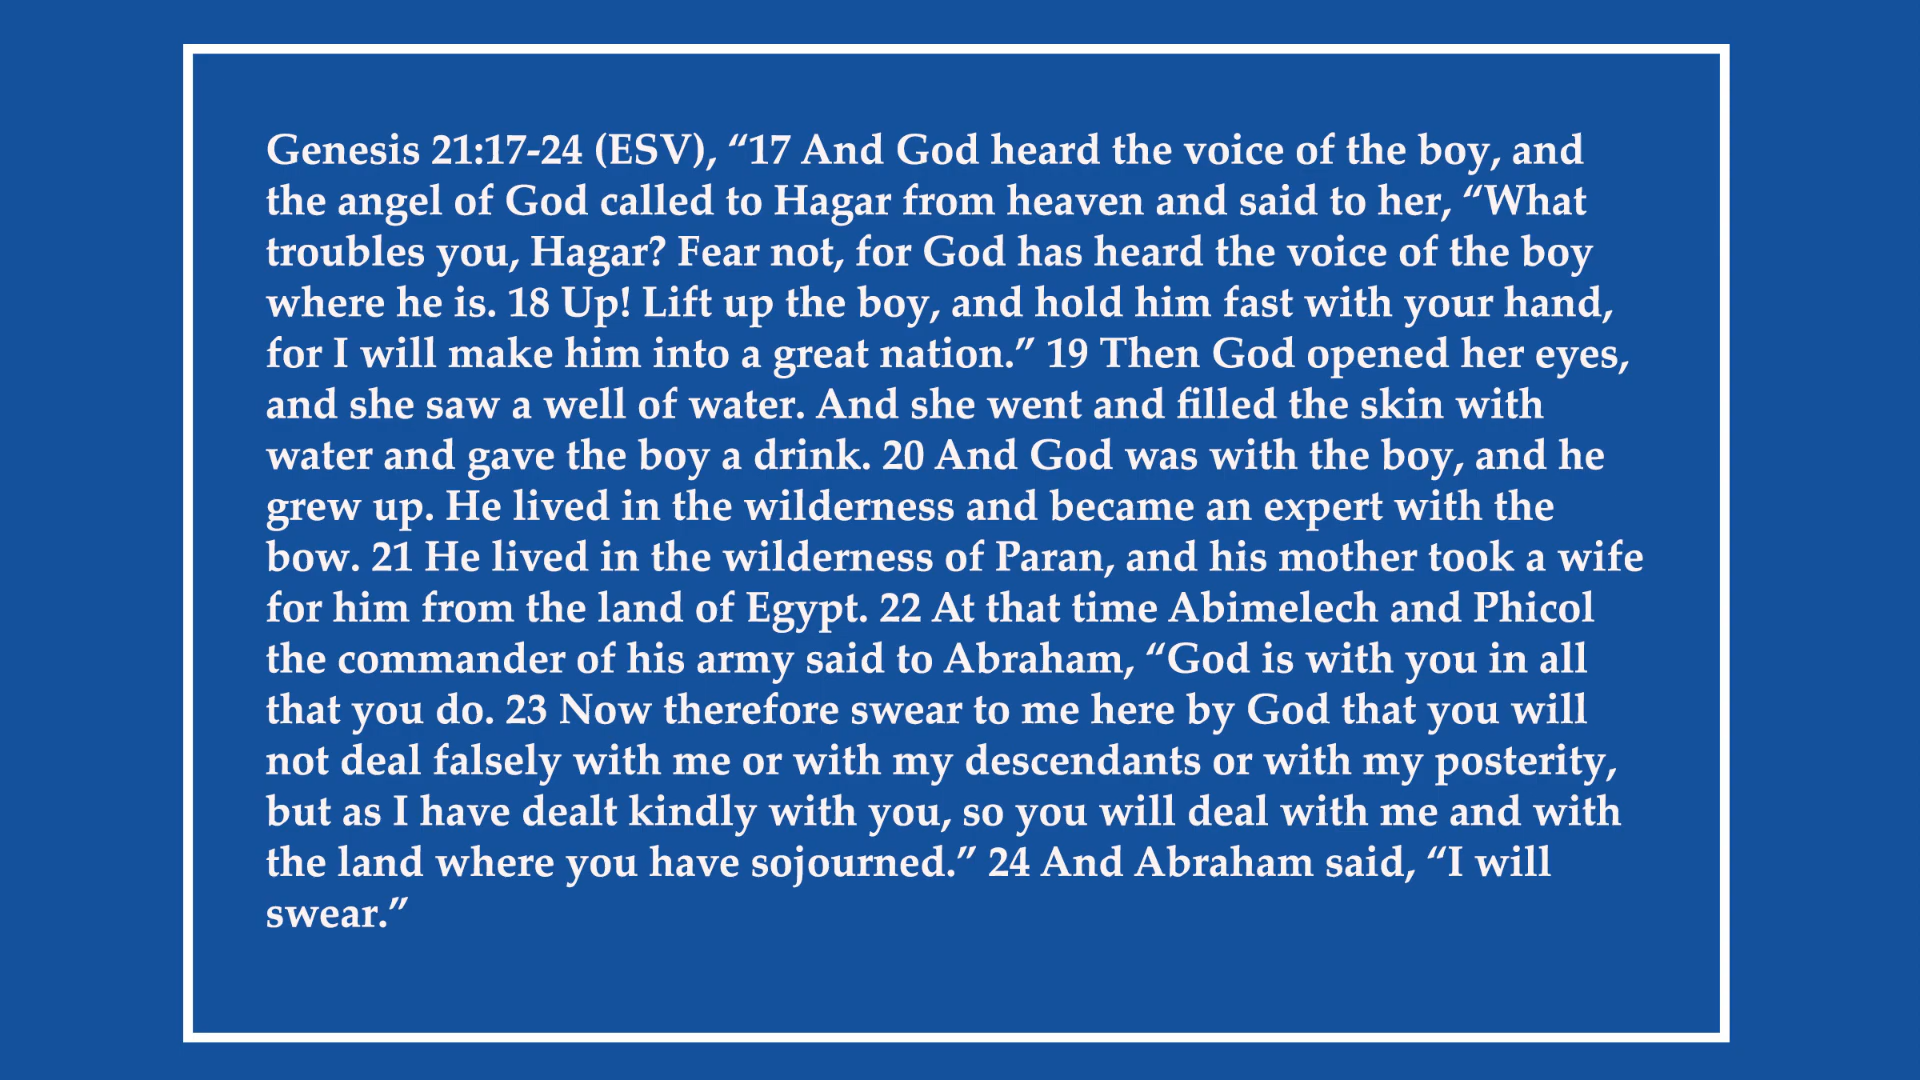 Genesis 21:17-24 (ESV), “17 And God heard the voice of the boy, and
the angel of God called to Hagar from heaven and said to her, “What
troubles you, Hagar? Fear not, for God has heard the voice of the boy
where he is. 18 Up! Lift up the boy, and hold him fast with your hand,
for I will make him into a great nation.” 19 Then God opened her eyes,
and she saw a well of water. And she went and filled the skin with
water and gave the boy a drink. 20 And God was with the boy, and he
grew up. He lived in the wilderness and became an expert with the
bow. 21 He lived in the wilderness of Paran, and his mother took a wife
for him from the land of Egypt. 22 At that time Abimelech and Phicol
the commander of his army said to Abraham, “God is with you in all
that you do. 23 Now therefore swear to me here by God that you will
not deal falsely with me or with my descendants or with my posterity,
but as I have dealt kindly with you, so you will deal with me and with
the land where you have sojourned.” 24 And Abraham said, “I will
swear.”